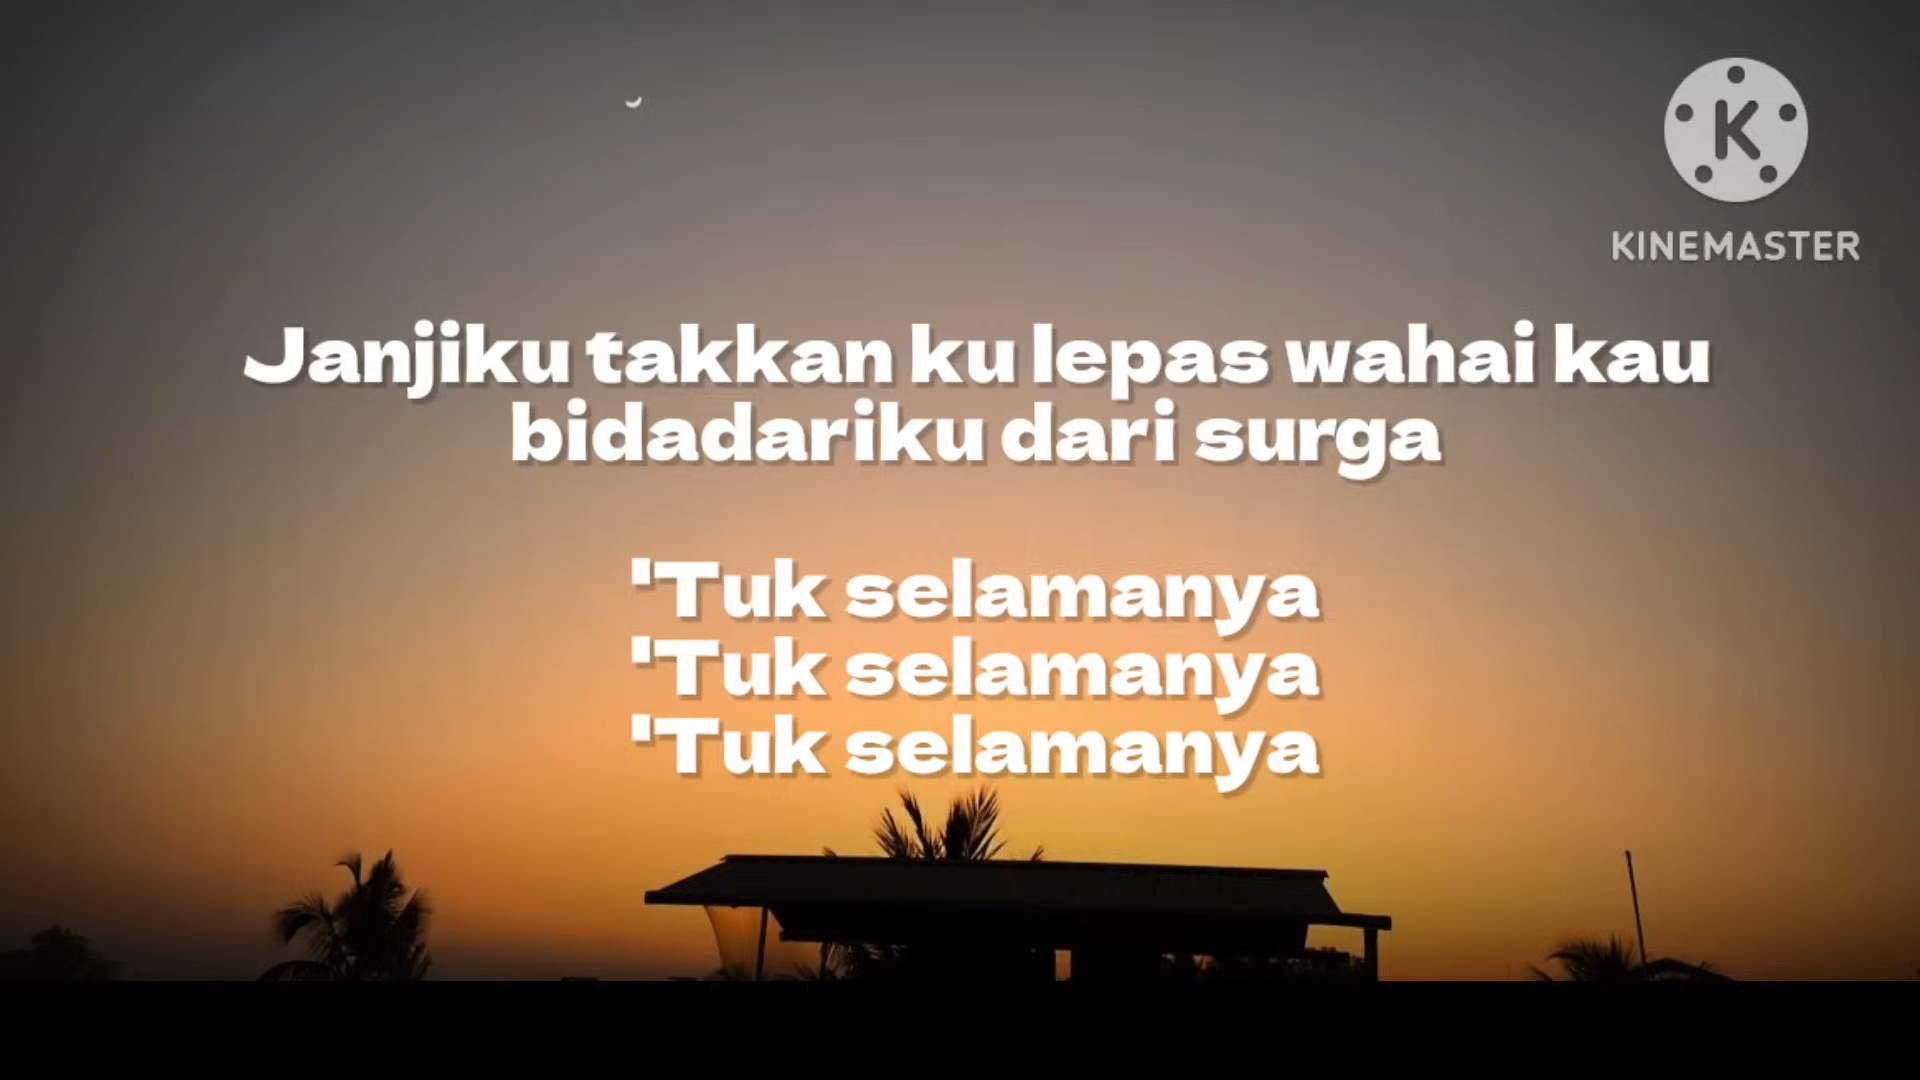 KINEMASTER
Janjiku takkan ku lepas wahai kau
bidadariku dari surga
'Tuk selamanya
'Tuk selamanya
'Tuk selamanya